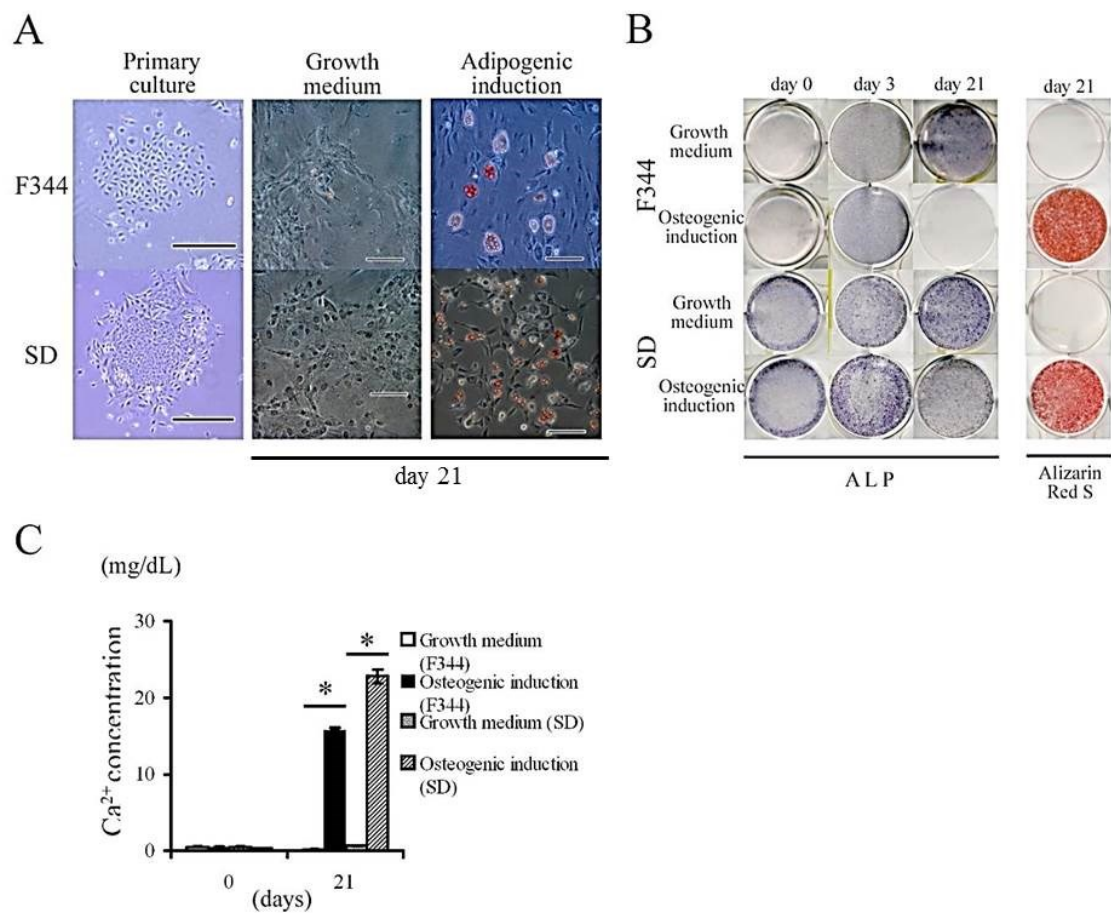 A
Primary
culture
Growth
medium
Adipogenic
induction
F344
SD
day 21
B
day 0
day 3
day 21
day 21
F344
Growth
medium
Osteogenic
induction
SD
Growth
medium
Osteogenic
induction
A L P
Alizarin
Red S
C
(mg/dL)
Ca²⁺ concentration
30
20
10
0
*
*
0
21
(days)
Growth medium
(F344)
Osteogenic induction
(F344)
Growth medium (SD)
Osteogenic induction
(SD)